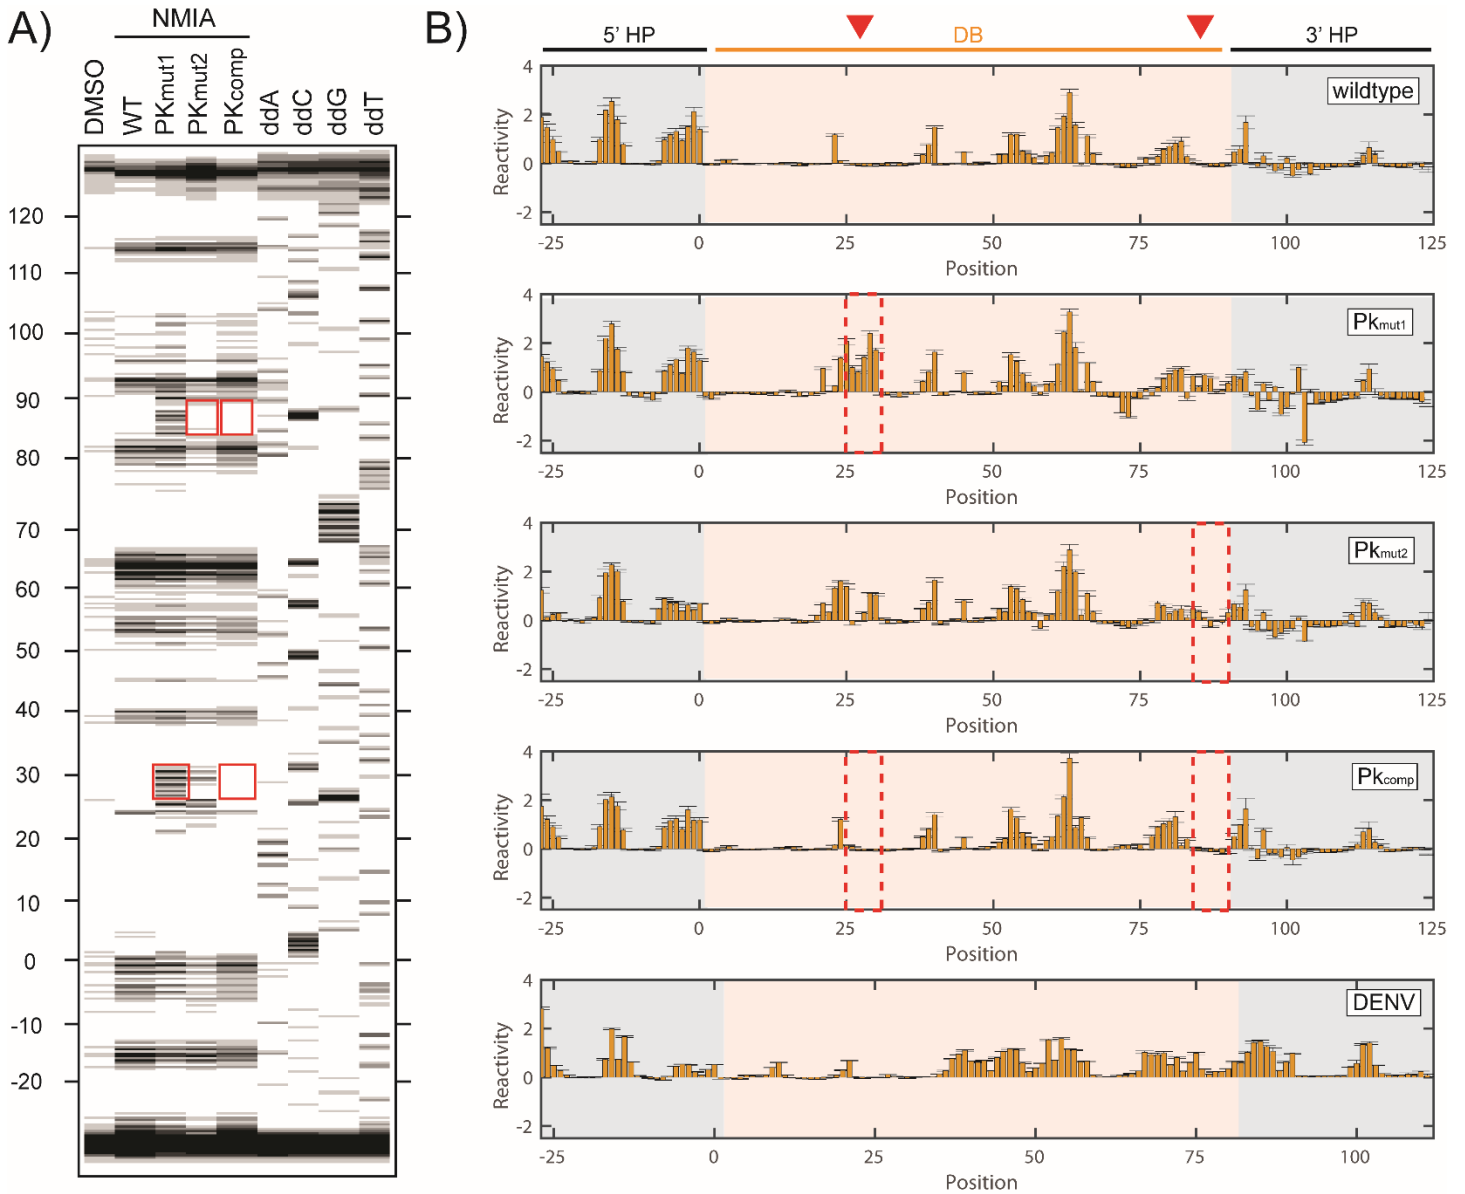 A)
NMIA
DMSO
WT
PKmut1
PKmut2
PKcomp
ddA
ddC
ddG
ddT
120
110
100
90
80
70
60
50
40
30
20
10
0
-10
-20
B)
5' HP
DB
3' HP
wildtype
Reactivity
4
2
0
-2
-25
0
25
50
75
100
125
Position
Pkmut1
Reactivity
4
2
0
-2
-25
0
25
50
75
100
125
Position
Pkmut2
Reactivity
4
2
0
-2
-25
0
25
50
75
100
125
Position
Pkcomp
Reactivity
4
2
0
-2
-25
0
25
50
75
100
125
Position
DENV
Reactivity
4
2
0
-2
-25
0
25
50
75
100
Position